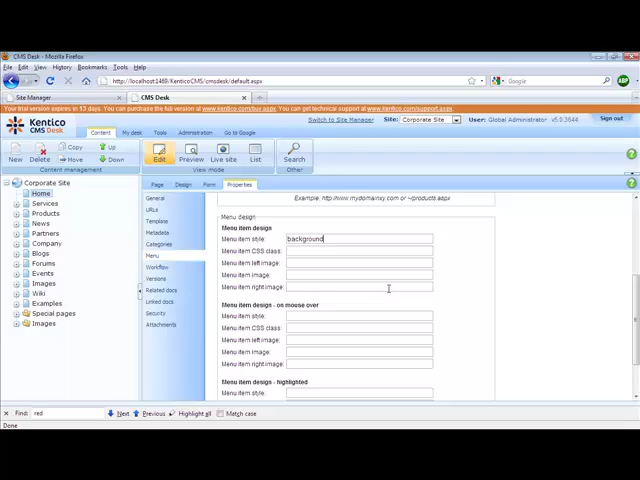 CMS Desk - Mozilla Firefox
File Edit View History Bookmarks Tools Help
http://localhost:1469/KenticoCMS/cmsdesk/default.aspx
Google
ABP
Site Manager
CMS Desk
Your trial version expires in 13 days. You can purchase the full version at www.kentico.com/buy.aspx. You can get technical support at www.kentico.com/support.aspx.
Kentico
CMS Desk
Switch to Site Manager
Site: Corporate Site
User: Global Administrator
v5.5.3644
Sign out
Content My desk Tools Administration Go to Google
New Delete Copy Move Up Down
Edit Preview Live site List Search
Content management
View mode
Other
Corporate Site
Home
Services
Products
News
Partners
Company
Blogs
Forums
Events
Images
Wiki
Examples
Special pages
Images
Page Design Form Properties
General
URLs
Template
Metadata
Categories
Menu
Workflow
Versions
Related docs
Linked docs
Security
Attachments
Example: http://www.mydomainxy.com or ~/products.aspx
Menu design
Menu item design
Menu item style: background
Menu item CSS class:
Menu item left image:
Menu item image:
Menu item right image:
Menu item design - on mouse over
Menu item style:
Menu item CSS class:
Menu item left image:
Menu item image:
Menu item right image:
Menu item design - highlighted
Menu item style:
Find: red Next Previous Highlight all Match case
Done